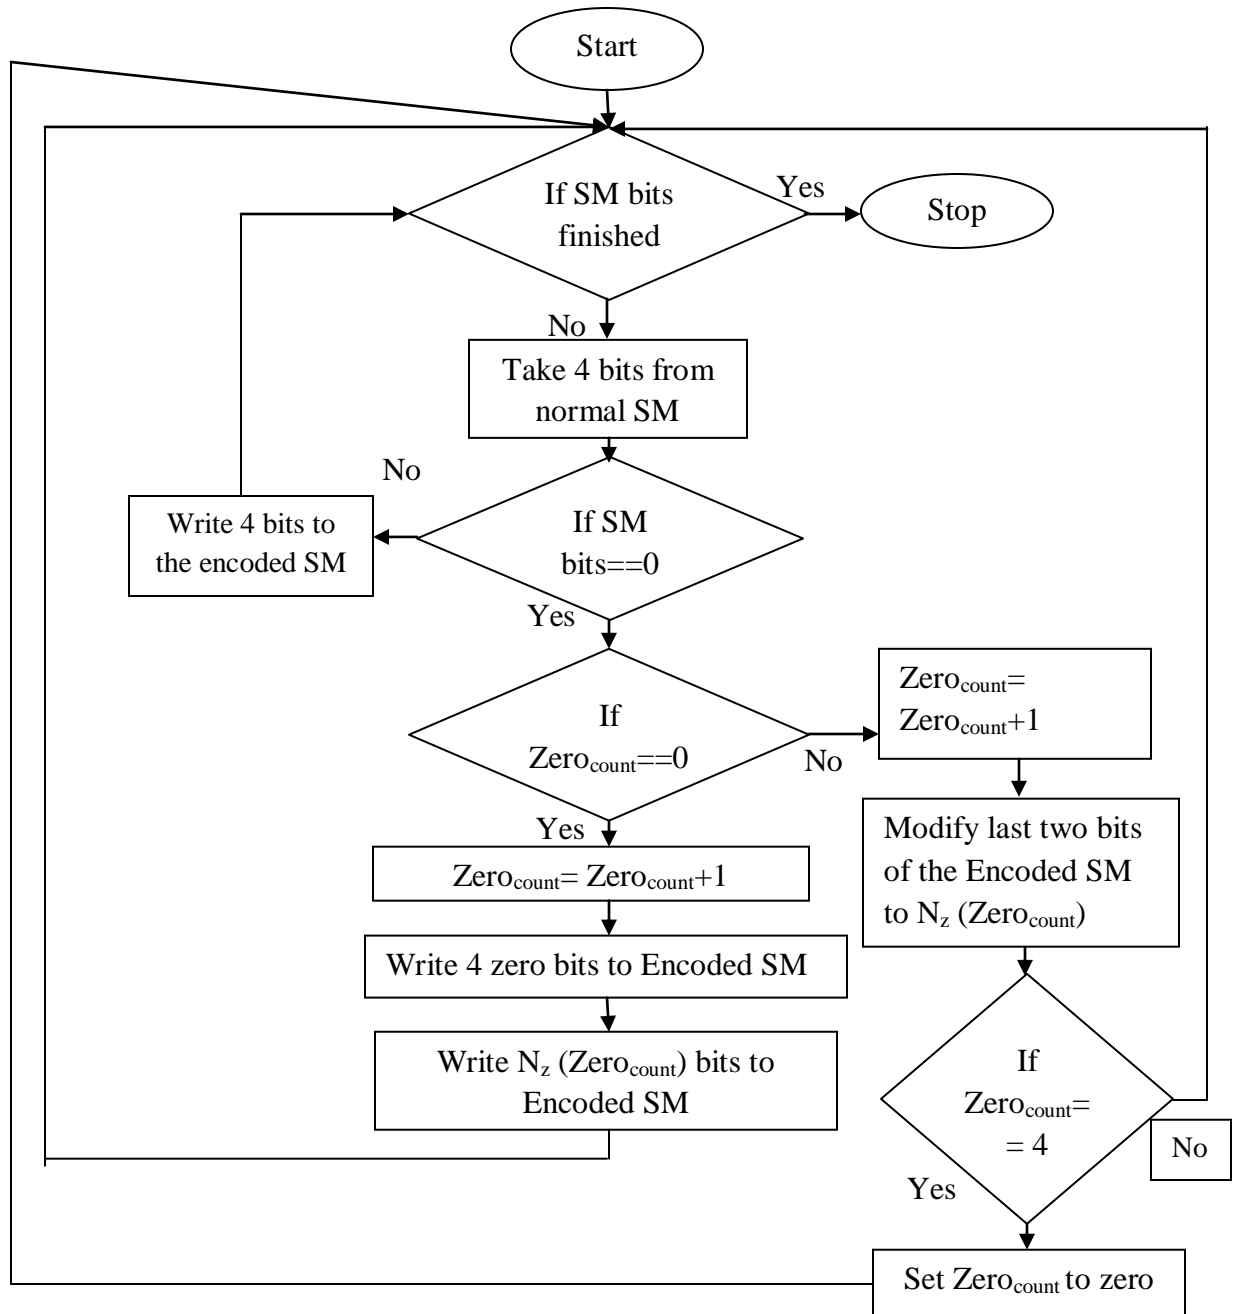 Start
If SM bits
finished
Yes
Stop
No
Take 4 bits from
normal SM
No
If SM
bits==0
Write 4 bits to
the encoded SM
Yes
If
Zerocount==0
No
Zerocount=
Zerocount+1
Yes
Zerocount= Zerocount+1
Modify last two bits
of the Encoded SM
to Nz (Zerocount)
Write 4 zero bits to Encoded SM
Write Nz (Zerocount) bits to
Encoded SM
If
Zerocount=
= 4
No
Yes
Set Zerocount to zero